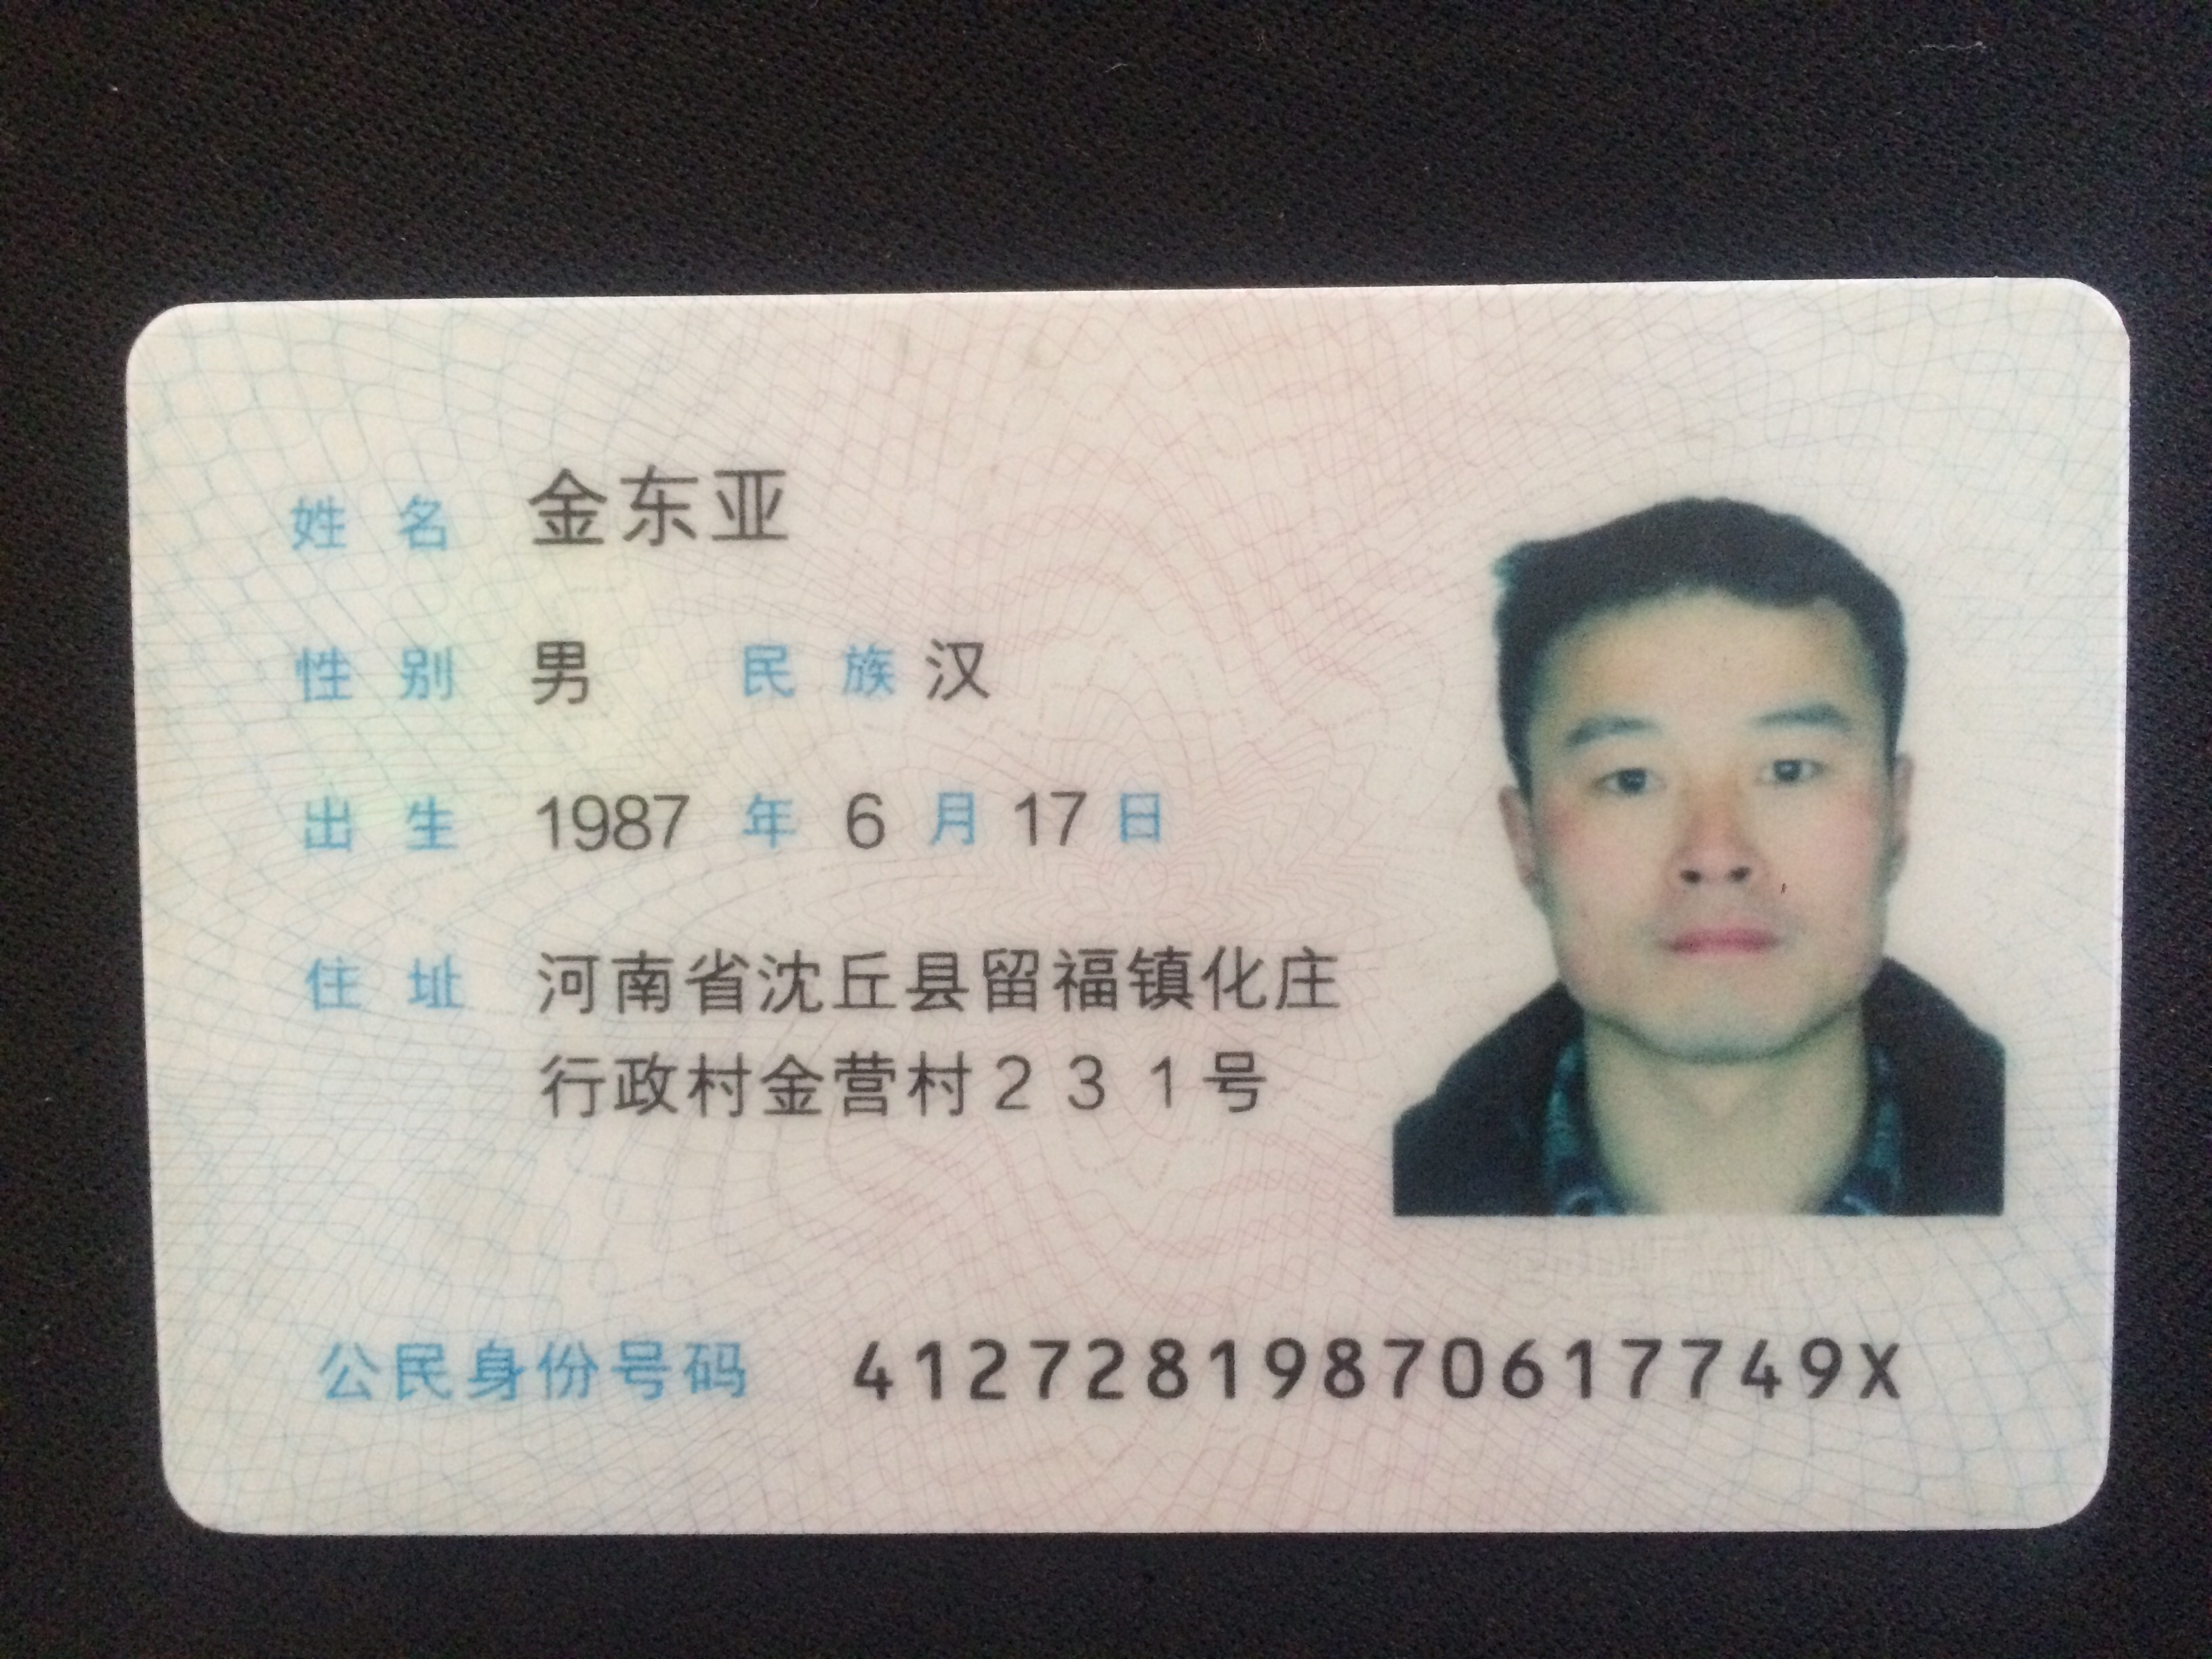 姓名 金东亚
性别 男 民族 汉
出生 1987 年 6 月 17 日
住址 河南省沈丘县留福镇化庄
行政村金营村231号
公民身份号码 41272819870617749X